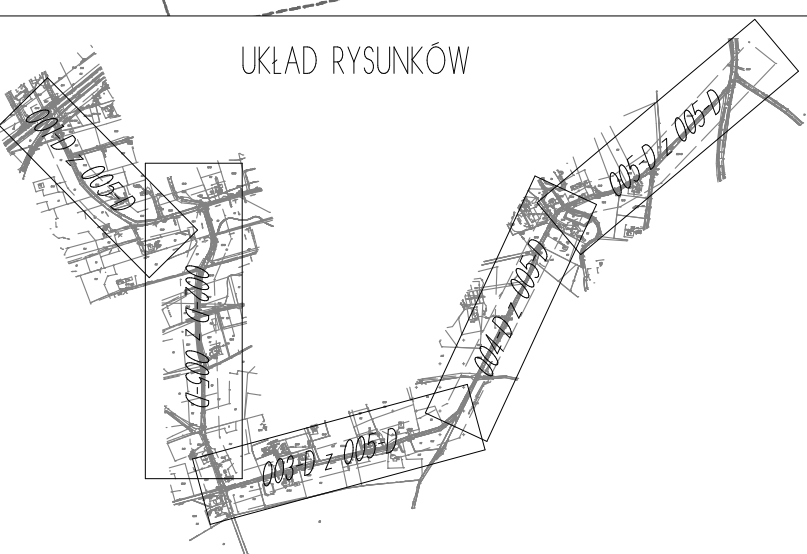 UKŁAD RYSUNKÓW
001-D z 005-D
002-D z 005-D
003-D z 005-D
004-D z 005-D
005-D z 005-D